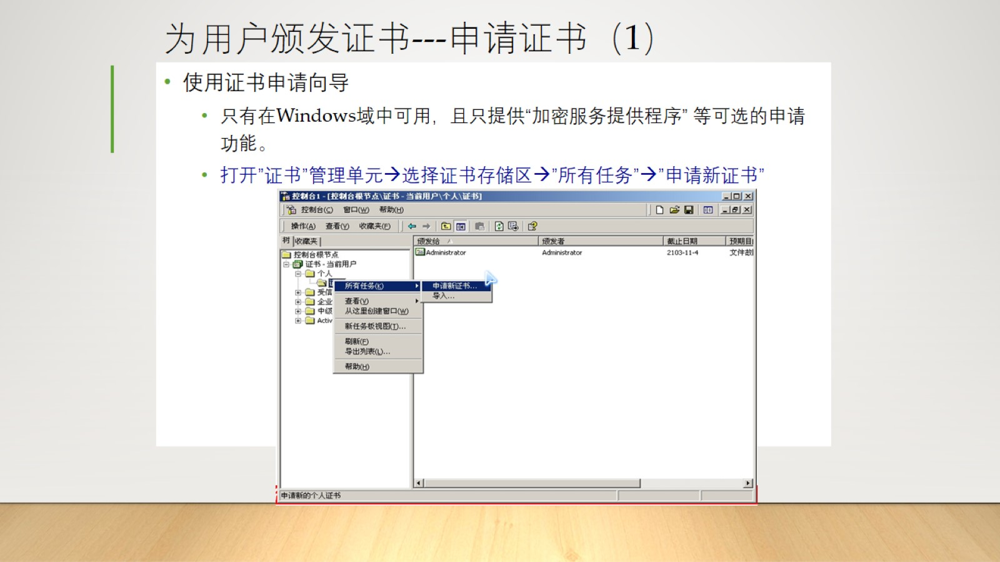 为用户颁发证书---申请证书（1）
使用证书申请向导
只有在Windows域中可用，且只提供“加密服务提供程序” 等可选的申请
功能。
打开”证书”管理单元→选择证书存储区→”所有任务”→”申请新证书”
控制台1 - [控制台根节点\证书 - 当前用户\个人\证书]
控制台(C) 窗口(W) 帮助(H)
操作(A) 查看(V) 收藏夹(F)
树 收藏夹
颁发给 颁发者 截止日期 预期目
控制台根节点
Administrator Administrator 2103-11-4 文件故
证书 - 当前用户
个人
所有任务(K) 申请新证书...
受信 导入...
企业 查看(V)
中级 从这里创建窗口(W)
Activ
新任务板视图(T)...
刷新(F)
导出列表(L)...
帮助(H)
申请新的个人证书